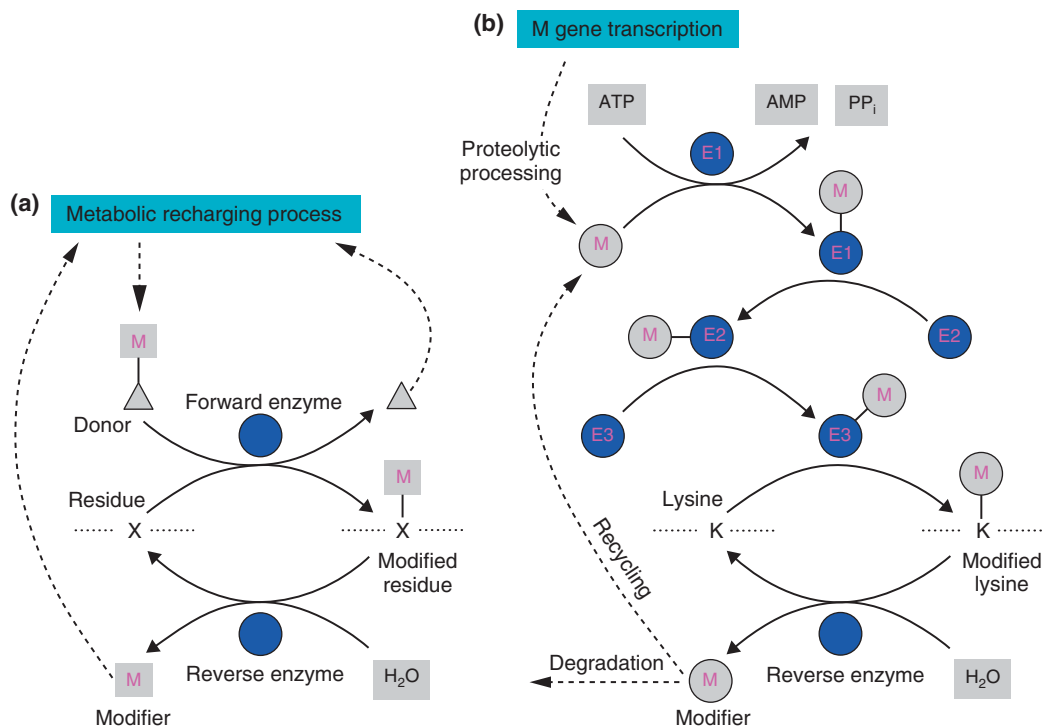 (a)
Metabolic recharging process
M
Donor
Forward enzyme
Residue
M
X
X
Modified
residue
Reverse enzyme
M
Modifier
H₂O
(b)
M gene transcription
ATP
AMP
PPᵢ
Proteolytic
processing
E1
M
M
E1
M
E2
E2
E3
M
E3
Lysine
M
K
K
Modified
lysine
Recycling
Degradation
Reverse enzyme
M
Modifier
H₂O